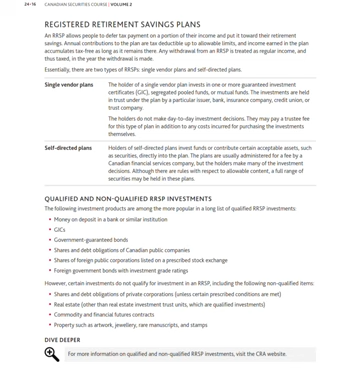 24 • 16 CANADIAN SECURITIES COURSE | VOLUME 2
REGISTERED RETIREMENT SAVINGS PLANS
An RRSP allows people to defer tax payment on a portion of their income and put it toward their retirement
savings. Annual contributions to the plan are tax deductible up to allowable limits, and income earned in the plan
accumulates tax-free as long as it remains there. Any withdrawal from an RRSP is treated as regular income, and
thus taxed, in the year the withdrawal is made.
Essentially, there are two types of RRSPs: single vendor plans and self-directed plans.
Single vendor plans
The holder of a single vendor plan invests in one or more guaranteed investment
certificates (GIC), segregated pooled funds, or mutual funds. The investments are held
in trust under the plan by a particular issuer, bank, insurance company, credit union, or
trust company.
The holders do not make day-to-day investment decisions. They may pay a trustee fee
for this type of plan in addition to any costs incurred for purchasing the investments
themselves.
Self-directed plans
Holders of self-directed plans invest funds or contribute certain acceptable assets, such
as securities, directly into the plan. The plans are usually administered for a fee by a
Canadian financial services company, but the holders make many of the investment
decisions. Although there are rules with respect to allowable content, a full range of
securities may be held in these plans.
QUALIFIED AND NON-QUALIFIED RRSP INVESTMENTS
The following investment products are among the more popular in a long list of qualified RRSP investments:
• Money on deposit in a bank or similar institution
• GICs
• Government-guaranteed bonds
• Shares and debt obligations of Canadian public companies
• Shares of foreign public corporations listed on a prescribed stock exchange
• Foreign government bonds with investment grade ratings
However, certain investments do not qualify for investment in an RRSP, including the following non-qualified items:
• Shares and debt obligations of private corporations (unless certain prescribed conditions are met)
• Real estate (other than real estate investment trust units, which are qualified investments)
• Commodity and financial futures contracts
• Property such as artwork, jewellery, rare manuscripts, and stamps
DIVE DEEPER
For more information on qualified and non-qualified RRSP investments, visit the CRA website.